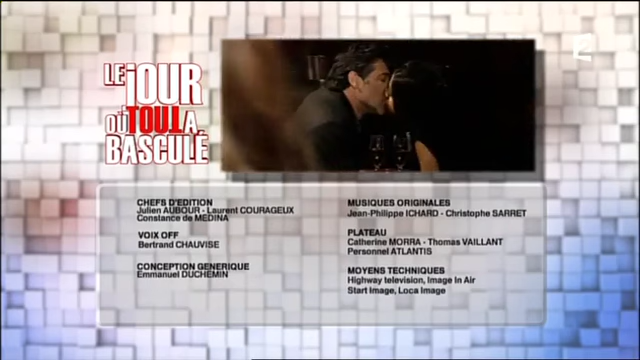 LE JOUR
OÙ TOUT A
BASCULÉ
2
CHEFS D'EDITION
Julien AUBOUR - Laurent COURAGEUX
Constance de MEDINA
VOIX OFF
Bertrand CHAUVISE
CONCEPTION GENERIQUE
Emmanuel DUCHEMIN
MUSIQUES ORIGINALES
Jean-Philippe ICHARD - Christophe SARRET
PLATEAU
Catherine MORRA - Thomas VAILLANT
Personnel ATLANTIS
MOYENS TECHNIQUES
Highway television, Image In Air
Start Image, Loca Image